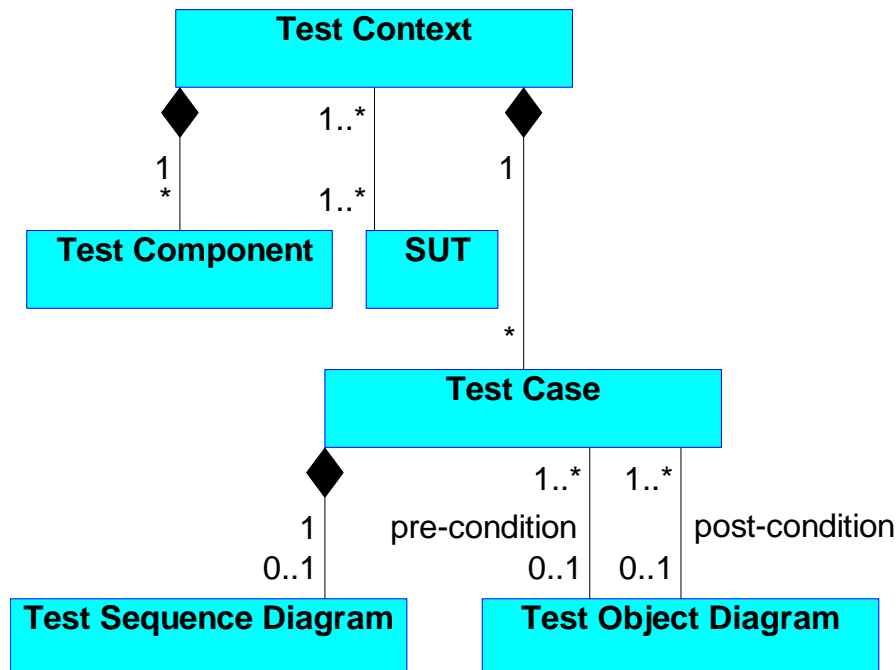 Test Context
1..*
1
1
*
1..*
Test Component
SUT
*
Test Case
1..*
1..*
1
pre-condition
post-condition
0..1
0..1
0..1
Test Sequence Diagram
Test Object Diagram